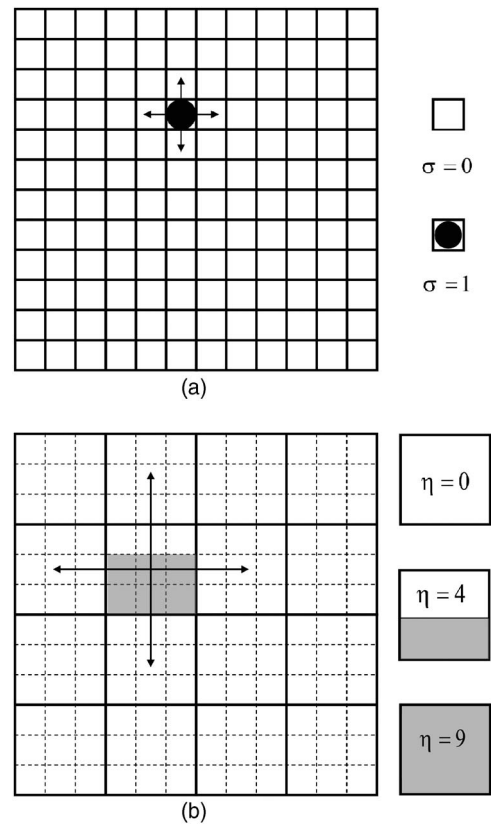 σ = 0
σ = 1
(a)
η = 0
η = 4
η = 9
(b)